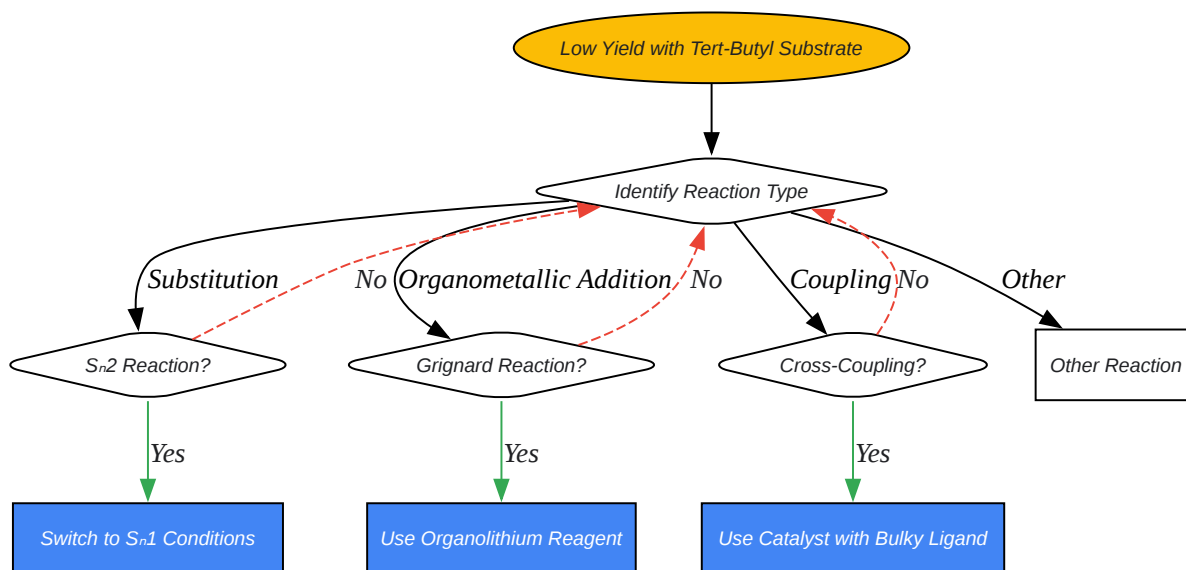 Low Yield with Tert-Butyl Substrate
Identify Reaction Type
Substitution
No
Organometallic Addition
No
Coupling
No
Other
Sₙ2 Reaction?
Grignard Reaction?
Cross-Coupling?
Other Reaction
Yes
Yes
Yes
Switch to Sₙ1 Conditions
Use Organolithium Reagent
Use Catalyst with Bulky Ligand